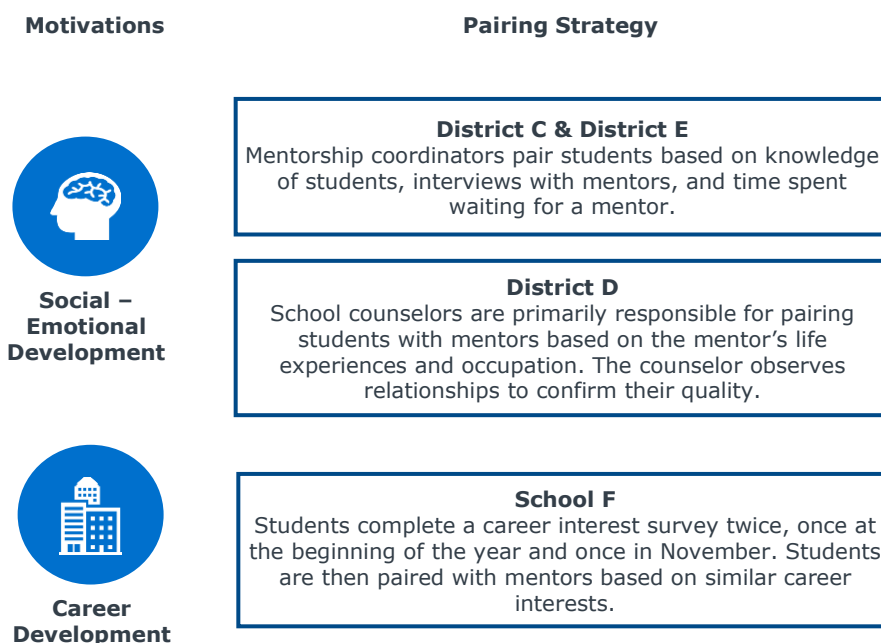 Motivations
Pairing Strategy
Social –
Emotional
Development
District C & District E
Mentorship coordinators pair students based on knowledge
of students, interviews with mentors, and time spent
waiting for a mentor.
District D
School counselors are primarily responsible for pairing
students with mentors based on the mentor’s life
experiences and occupation. The counselor observes
relationships to confirm their quality.
Career
Development
School F
Students complete a career interest survey twice, once at
the beginning of the year and once in November. Students
are then paired with mentors based on similar career
interests.